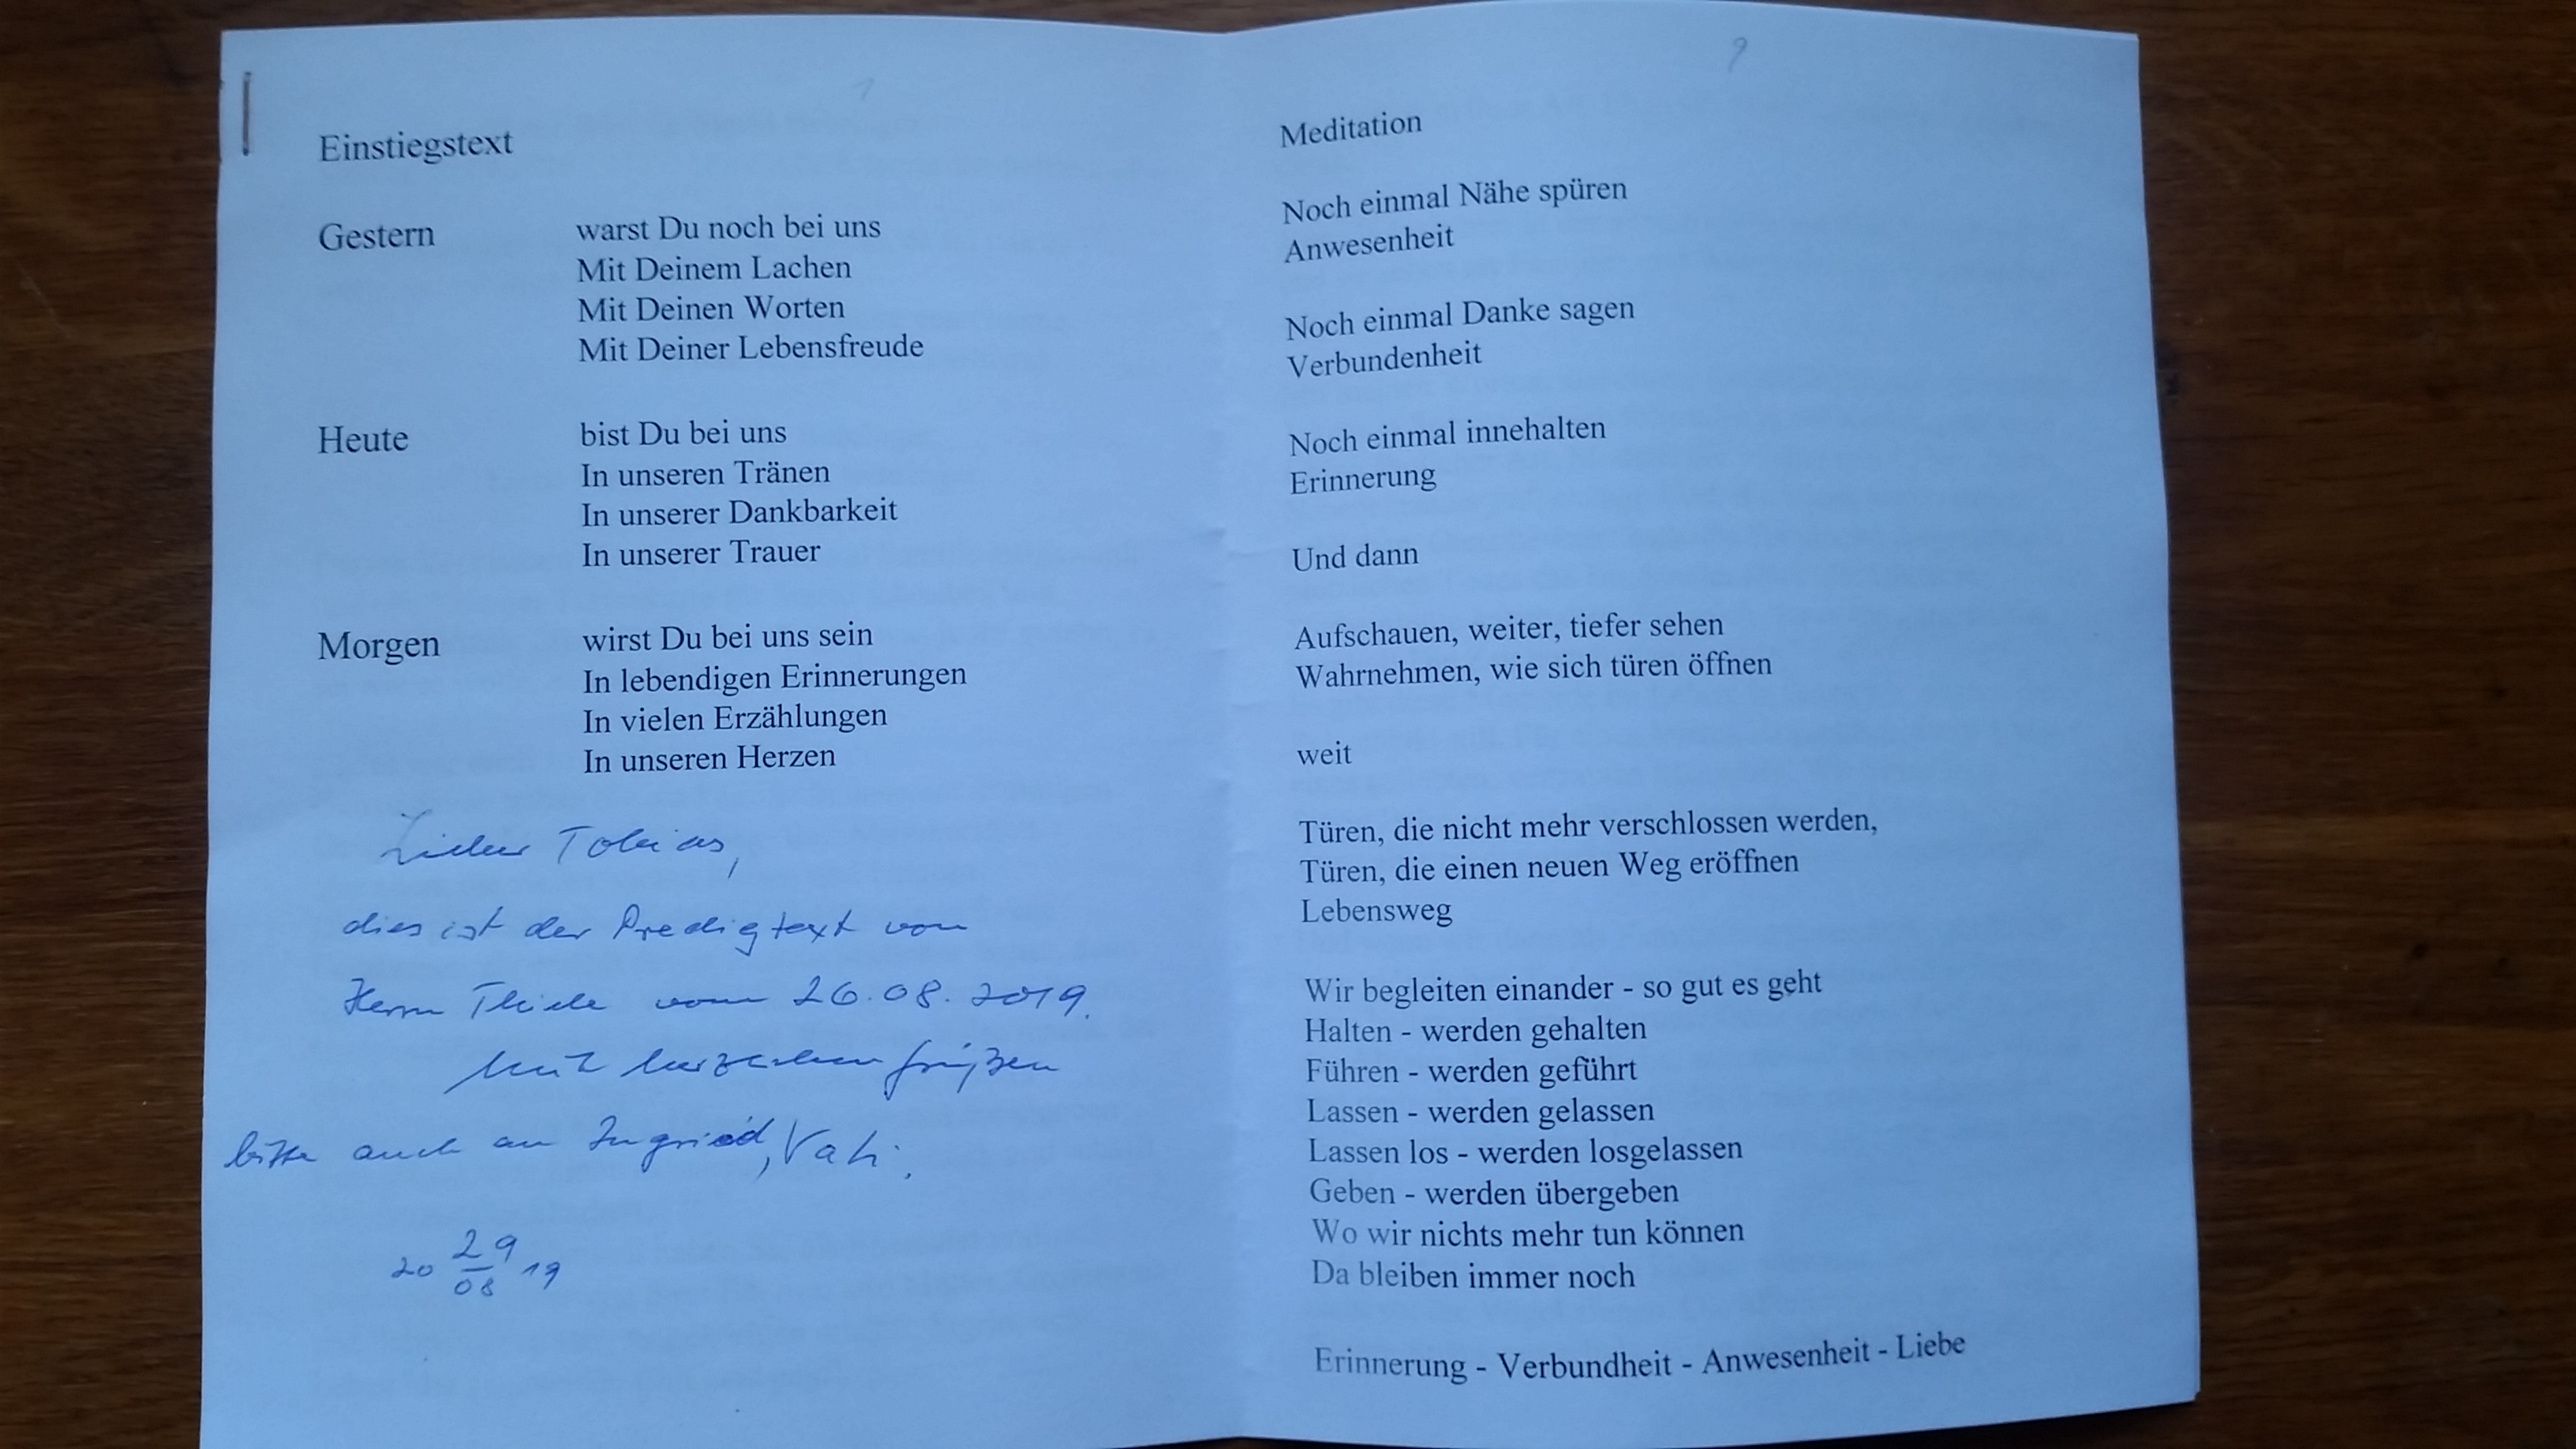 1
Einstiegstext
Gestern warst Du noch bei uns
Mit Deinem Lachen
Mit Deinen Worten
Mit Deiner Lebensfreude
Heute bist Du bei uns
In unseren Tränen
In unserer Dankbarkeit
In unserer Trauer
Morgen wirst Du bei uns sein
In lebendigen Erinnerungen
In vielen Erzählungen
In unseren Herzen
Lieber Tobias,
dies ist der Predigtext von
Herrn Thiele vom 26.08.2019.
Mit herzlichen Grüßen
bitte auch an Ingried, Vati.
20 29/08 19
9
Meditation
Noch einmal Nähe spüren
Anwesenheit
Noch einmal Danke sagen
Verbundenheit
Noch einmal innehalten
Erinnerung
Und dann
Aufschauen, weiter, tiefer sehen
Wahrnehmen, wie sich türen öffnen
weit
Türen, die nicht mehr verschlossen werden,
Türen, die einen neuen Weg eröffnen
Lebensweg
Wir begleiten einander - so gut es geht
Halten - werden gehalten
Führen - werden geführt
Lassen - werden gelassen
Lassen los - werden losgelassen
Geben - werden übergeben
Wo wir nichts mehr tun können
Da bleiben immer noch
Erinnerung - Verbundheit - Anwesenheit - Liebe